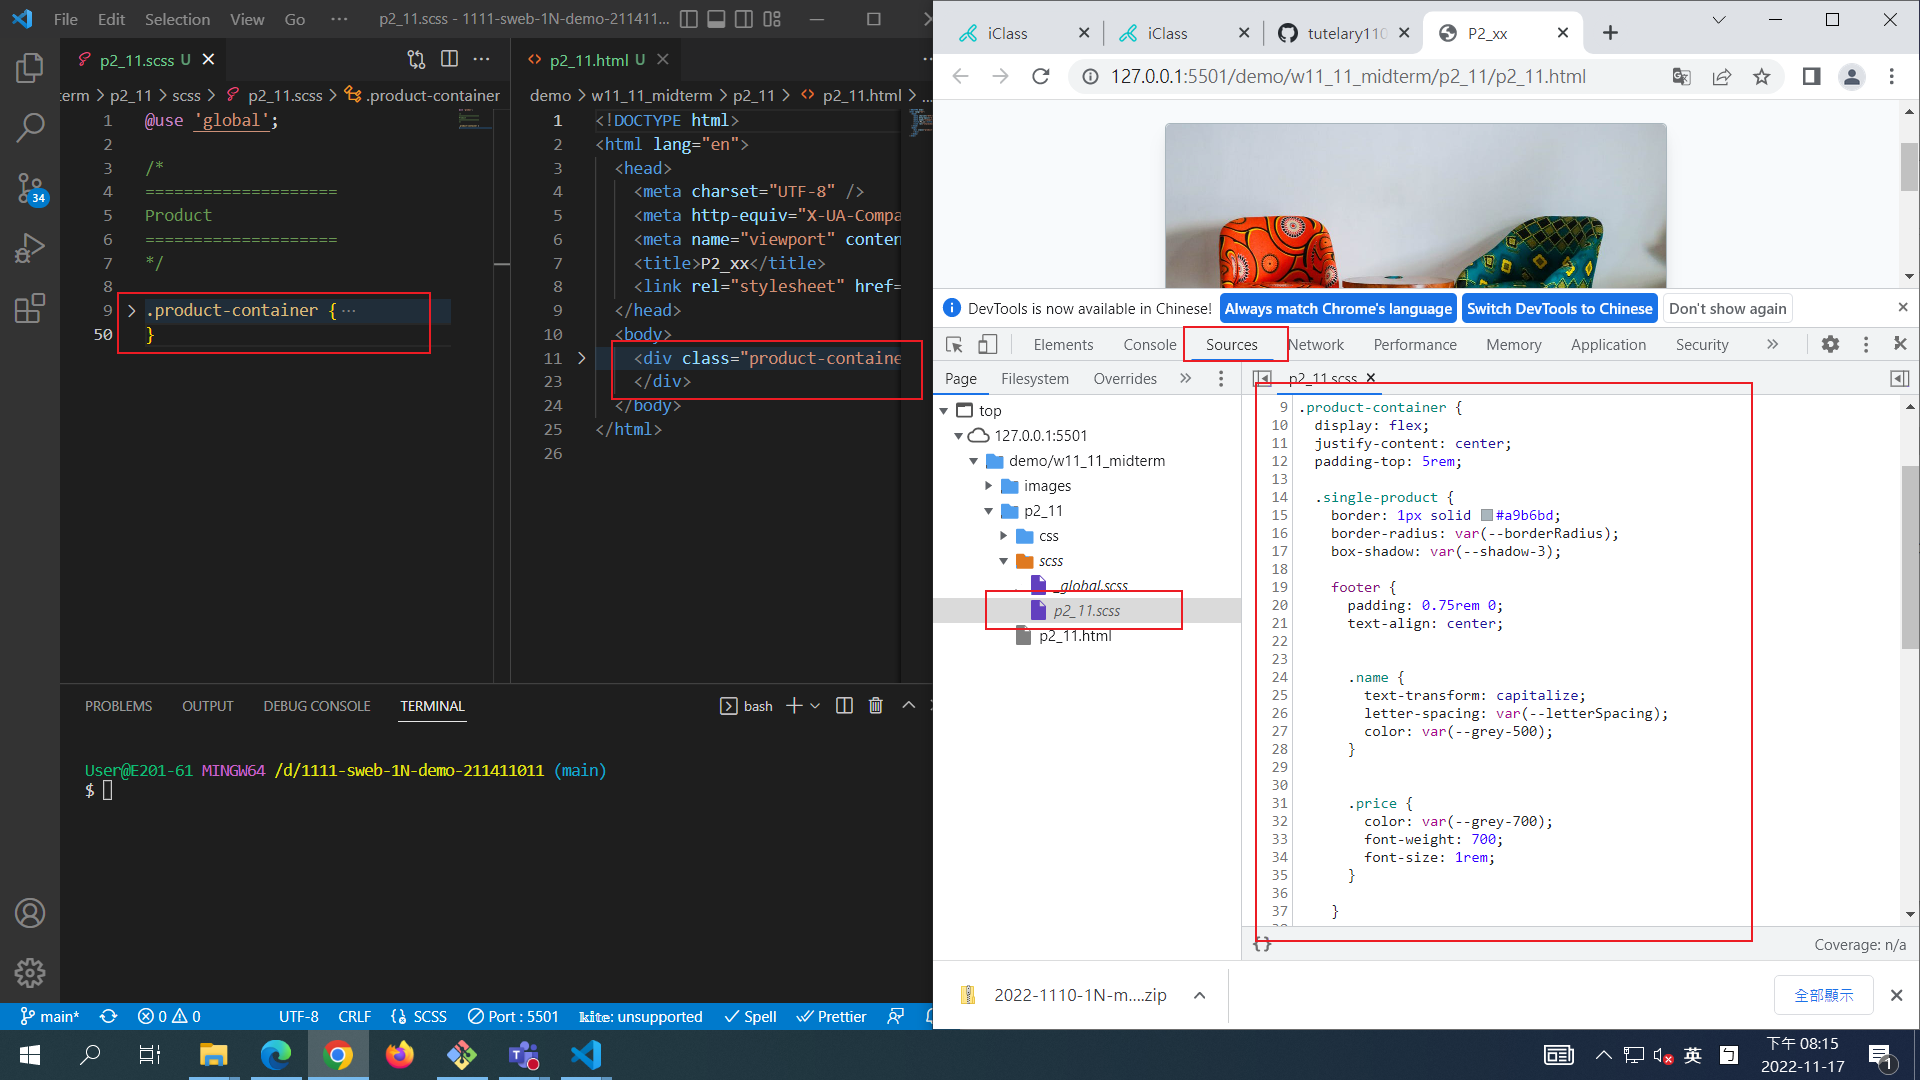 File Edit Selection View Go ··· p2_11.scss - 1111-sweb-1N-demo-211411...
p2_11.scss U
p2_11.html U
term > p2_11 > scss > p2_11.scss > .product-container
demo > w11_11_midterm > p2_11 > p2_11.html > ...
1 @use 'global';
2
3 /*
4 ====================
5 Product
6 ====================
7 */
8
9 .product-container {···
50 }
1 <!DOCTYPE html>
2 <html lang="en">
3 <head>
4 <meta charset="UTF-8" />
5 <meta http-equiv="X-UA-Compa
6 <meta name="viewport" conten
7 <title>P2_xx</title>
8 <link rel="stylesheet" href=
9 </head>
10 <body>
11 <div class="product-containe
23 </div>
24 </body>
25 </html>
26
34
PROBLEMS OUTPUT DEBUG CONSOLE TERMINAL
bash
User@E201-61 MINGW64 /d/1111-sweb-1N-demo-211411011 (main)
$
main* 0 0 UTF-8 CRLF {} SCSS Port : 5501 kite: unsupported Spell Prettier
iClass
iClass
tutelary110
P2_xx
127.0.0.1:5501/demo/w11_11_midterm/p2_11/p2_11.html
DevTools is now available in Chinese! Always match Chrome's language Switch DevTools to Chinese Don't show again
Elements Console Sources Network Performance Memory Application Security
Page Filesystem Overrides
p2_11.scss
top
127.0.0.1:5501
demo/w11_11_midterm
images
p2_11
css
scss
_global.scss
p2_11.scss
p2_11.html
9 .product-container {
10 display: flex;
11 justify-content: center;
12 padding-top: 5rem;
13
14 .single-product {
15 border: 1px solid #a9b6bd;
16 border-radius: var(--borderRadius);
17 box-shadow: var(--shadow-3);
18
19 footer {
20 padding: 0.75rem 0;
21 text-align: center;
22
23
24 .name {
25 text-transform: capitalize;
26 letter-spacing: var(--letterSpacing);
27 color: var(--grey-500);
28 }
29
30
31 .price {
32 color: var(--grey-700);
33 font-weight: 700;
34 font-size: 1rem;
35 }
36
37 }
{} Coverage: n/a
2022-1110-1N-m....zip
全部顯示
英
ㄅ
下午 08:15
2022-11-17
1